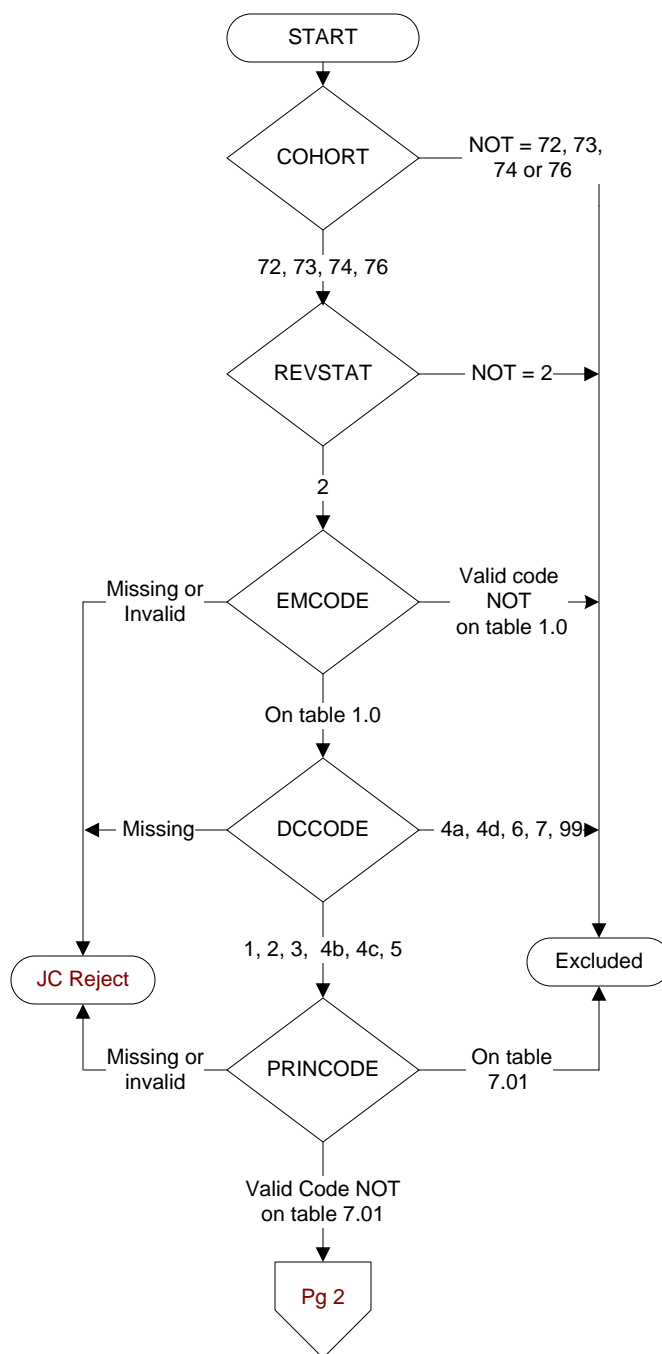 START
COHORT
NOT = 72, 73,
74 or 76
72, 73, 74, 76
REVSTAT
NOT = 2
2
Missing or
Invalid
EMCODE
Valid code
NOT
on table 1.0
On table 1.0
Missing
DCCODE
4a, 4d, 6, 7, 99
1, 2, 3, 4b, 4c, 5
JC Reject
Excluded
Missing or
invalid
PRINCODE
On table
7.01
Valid Code NOT
on table 7.01
Pg 2